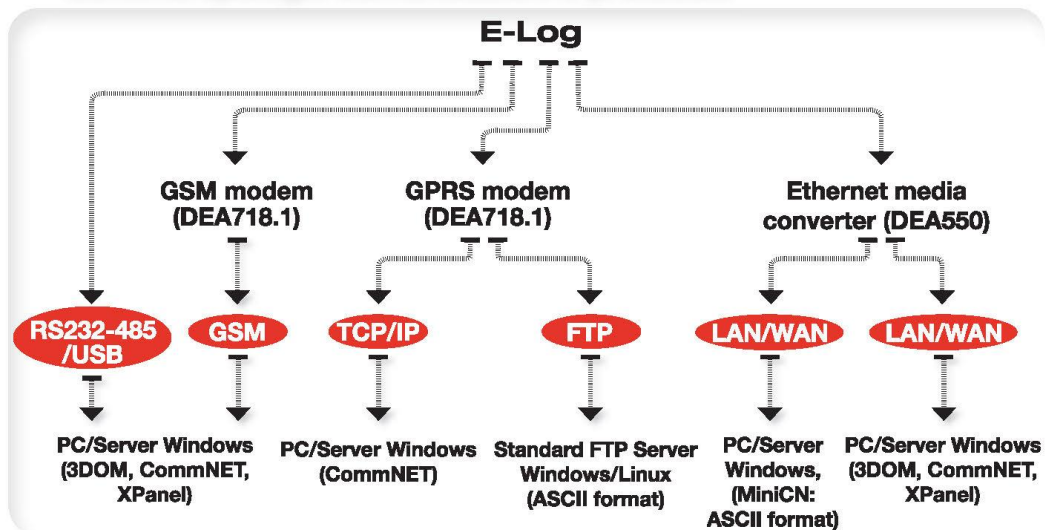 E-Log
GSM modem
(DEA718.1)
GPRS modem
(DEA718.1)
Ethernet media
converter (DEA550)
RS232-485
/USB
GSM
TCP/IP
FTP
LAN/WAN
LAN/WAN
PC/Server Windows
(3DOM, CommNET,
XPanel)
PC/Server Windows
(CommNET)
Standard FTP Server
Windows/Linux
(ASCII format)
PC/Server
Windows,
(MiniCN:
ASCII format)
PC/Server Windows
(3DOM, CommNET,
XPanel)